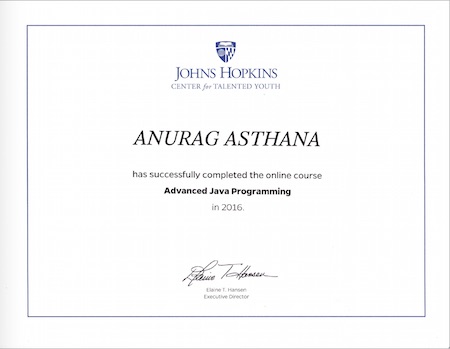 JOHNS HOPKINS
CENTER for TALENTED YOUTH
ANURAG ASTHANA
has successfully completed the online course
Advanced Java Programming
in 2016.
Elaine T. Hansen
Elaine T. Hansen
Executive Director